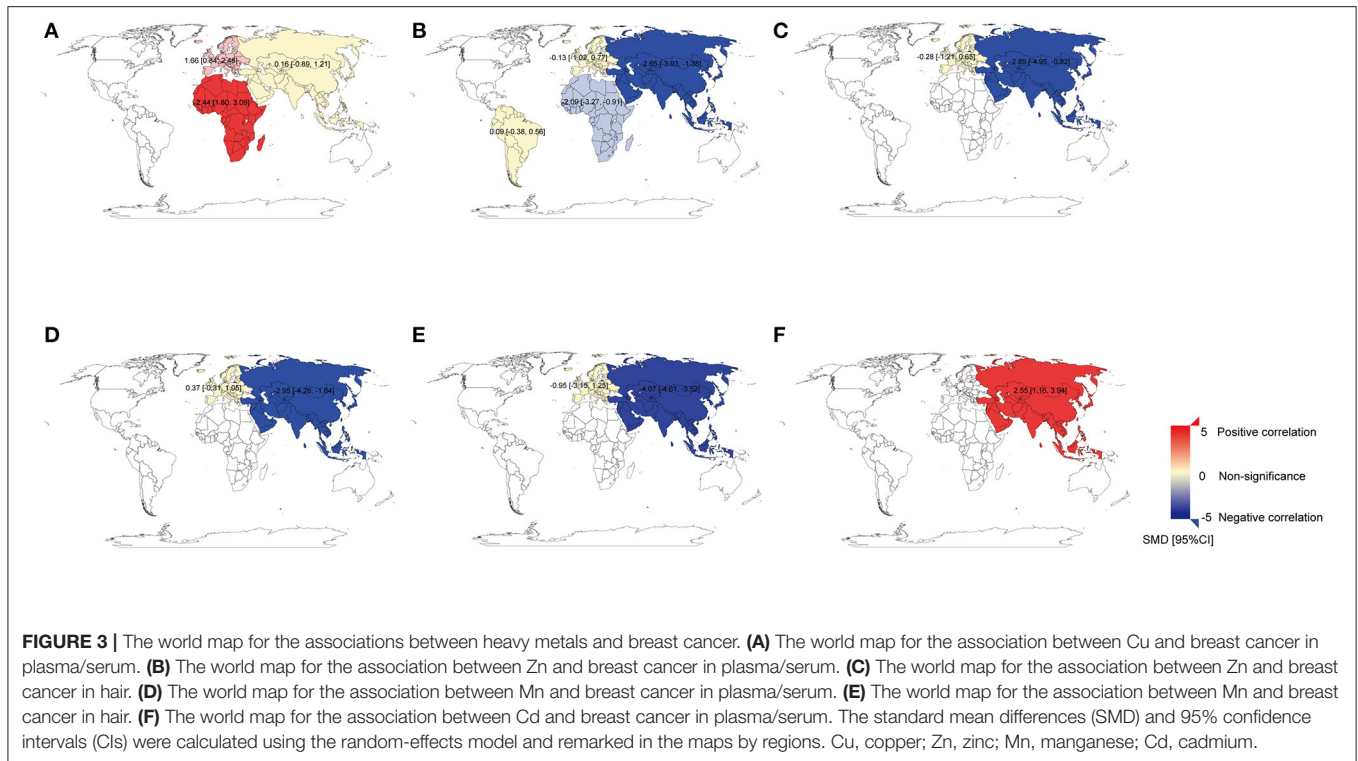 A
1.66 [0.84, 2.48]
0.16 [-0.89, 1.21]
2.44 [1.80, 3.09]
B
-0.13 [-1.02, 0.77]
-2.65 [-3.93, -1.38]
-2.09 [-3.27, -0.91]
0.09 [-0.38, 0.56]
C
-0.28 [-1.21, 0.65]
-2.89 [-4.95, -0.82]
D
0.37 [-0.31, 1.05]
-2.95 [-4.26, -1.64]
E
-0.95 [-3.15, 1.25]
-4.07 [-4.61, -3.52]
F
2.55 [1.16, 3.94]
5 Positive correlation
0 Non-significance
-5 Negative correlation
SMD [95%CI]
FIGURE 3 | The world map for the associations between heavy metals and breast cancer. (A) The world map for the association between Cu and breast cancer in
plasma/serum. (B) The world map for the association between Zn and breast cancer in plasma/serum. (C) The world map for the association between Zn and breast
cancer in hair. (D) The world map for the association between Mn and breast cancer in plasma/serum. (E) The world map for the association between Mn and breast
cancer in hair. (F) The world map for the association between Cd and breast cancer in plasma/serum. The standard mean differences (SMD) and 95% confidence
intervals (CIs) were calculated using the random-effects model and remarked in the maps by regions. Cu, copper; Zn, zinc; Mn, manganese; Cd, cadmium.